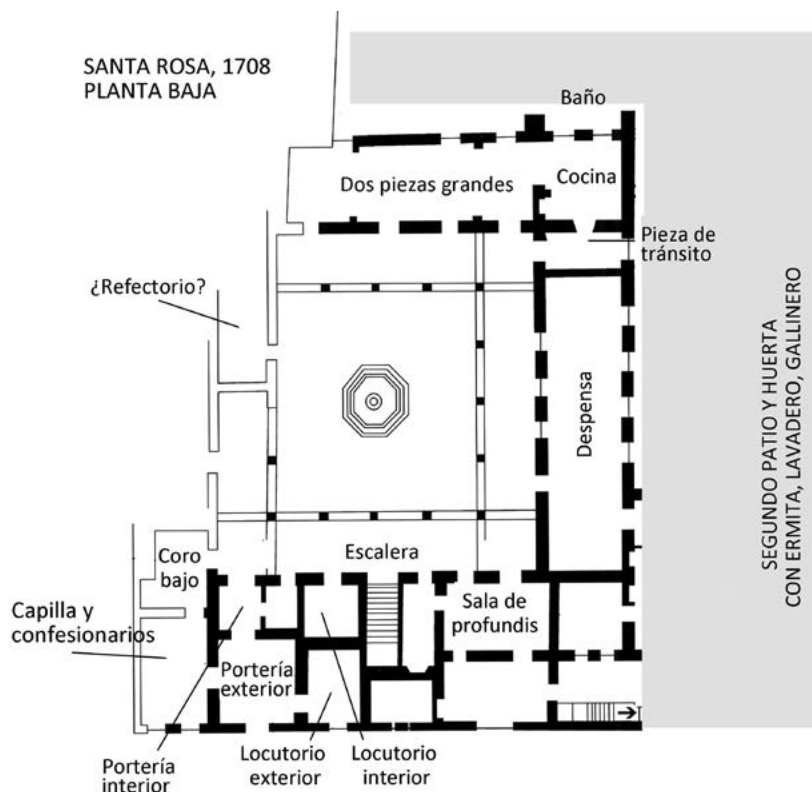 SANTA ROSA, 1708
PLANTA BAJA
Baño
Dos piezas grandes
Cocina
Pieza de
tránsito
¿Refectorio?
Despensa
SEGUNDO PATIO Y HUERTA
CON ERMITA, LAVADERO, GALLINERO
Coro
bajo
Escalera
Capilla y
confesionarios
Sala de
profundis
Portería
exterior
Portería
interior
Locutorio
exterior
Locutorio
interior